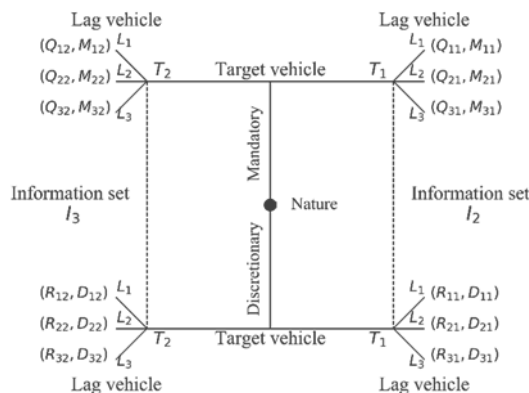 Lag vehicle Lag vehicle
(Q12, M12) L1 L1 (Q11, M11)
(Q22, M22) L2 T2 Target vehicle T1 L2 (Q21, M21)
(Q32, M32) L3 L3 (Q31, M31)
Mandatory
Information set Information set
I3 Nature I2
Discretionary
(R12, D12) L1 L1 (R11, D11)
(R22, D22) L2 L2 (R21, D21)
T2 Target vehicle T1
(R32, D32) L3 L3 (R31, D31)
Lag vehicle Lag vehicle